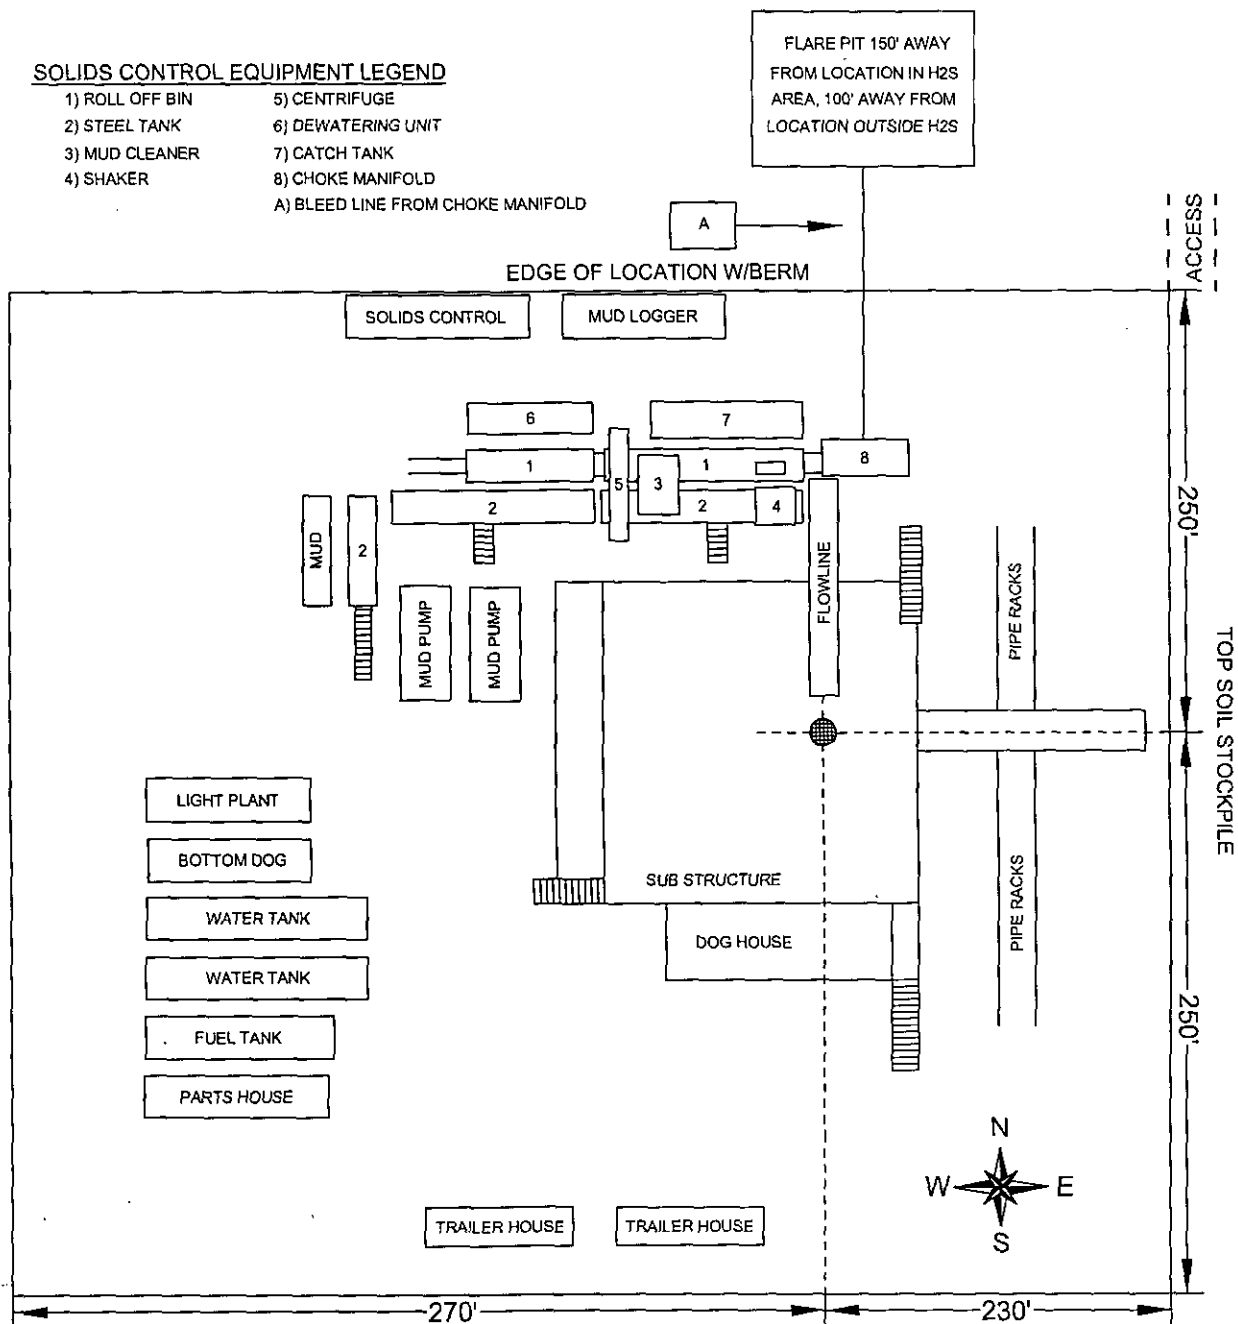 FLARE PIT 150' AWAY
FROM LOCATION IN H2S
AREA, 100' AWAY FROM
LOCATION OUTSIDE H2S
SOLIDS CONTROL EQUIPMENT LEGEND
1) ROLL OFF BIN
2) STEEL TANK
3) MUD CLEANER
4) SHAKER
5) CENTRIFUGE
6) DEWATERING UNIT
7) CATCH TANK
8) CHOKE MANIFOLD
A) BLEED LINE FROM CHOKE MANIFOLD
A
ACCESS
EDGE OF LOCATION W/BERM
SOLIDS CONTROL
MUD LOGGER
6
7
1
1
8
5
3
2
2
4
MUD
2
MUD PUMP
MUD PUMP
FLOWLINE
PIPE RACKS
250'
TOP SOIL STOCKPILE
LIGHT PLANT
BOTTOM DOG
WATER TANK
WATER TANK
FUEL TANK
PARTS HOUSE
SUB STRUCTURE
DOG HOUSE
PIPE RACKS
250'
N
W
E
S
TRAILER HOUSE
TRAILER HOUSE
270'
230'